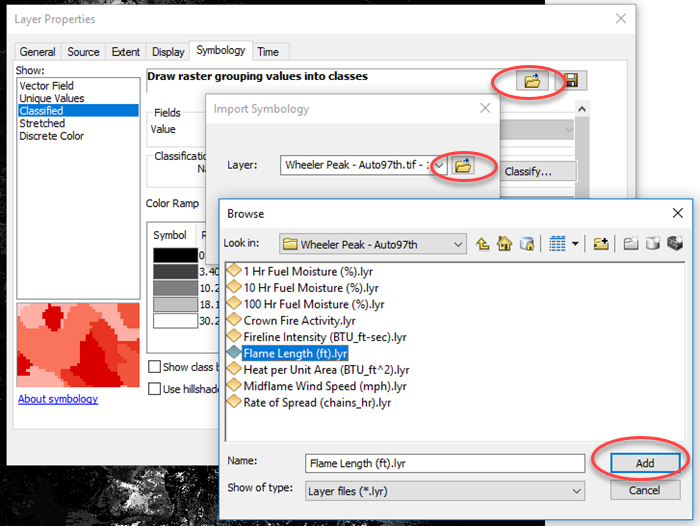 Layer Properties
General Source Extent Display Symbology Time
Show:
Vector Field
Unique Values
Classified
Stretched
Discrete Color
Draw raster grouping values into classes
Fields
Value
Classification
Classify...
Color Ramp
Symbol
0
3.40
10.2
18.1
30.2
Show class b
Use hillshade
About symbology
Import Symbology
Layer:
Wheeler Peak - Auto97th.tif -
Browse
Look in:
Wheeler Peak - Auto97th
1 Hr Fuel Moisture (%).lyr
10 Hr Fuel Moisture (%).lyr
100 Hr Fuel Moisture (%).lyr
Crown Fire Activity.lyr
Fireline Intensity (BTU_ft-sec).lyr
Flame Length (ft).lyr
Heat per Unit Area (BTU_ft^2).lyr
Midflame Wind Speed (mph).lyr
Rate of Spread (chains_hr).lyr
Name:
Flame Length (ft).lyr
Add
Show of type:
Layer files (*.lyr)
Cancel